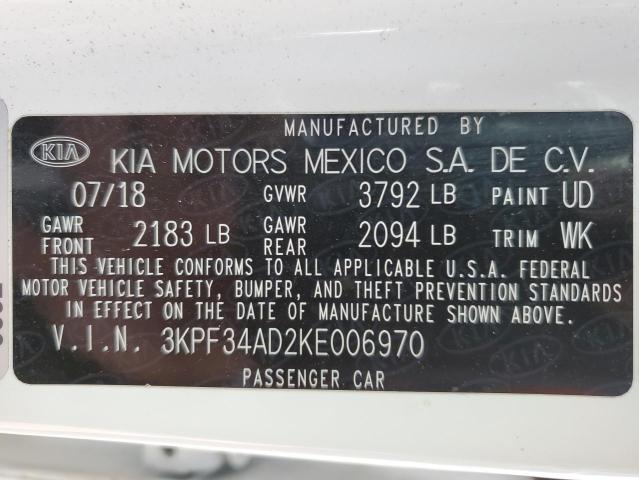 MANUFACTURED BY
KIA KIA MOTORS MEXICO S.A. DE C.V.
07/18 GVWR 3792 LB PAINT UD
GAWR FRONT 2183 LB GAWR REAR 2094 LB TRIM WK
THIS VEHICLE CONFORMS TO ALL APPLICABLE U.S.A. FEDERAL
MOTOR VEHICLE SAFETY, BUMPER, AND THEFT PREVENTION STANDARDS
IN EFFECT ON THE DATE OF MANUFACTURE SHOWN ABOVE.
V.I.N. 3KPF34AD2KE006970
PASSENGER CAR